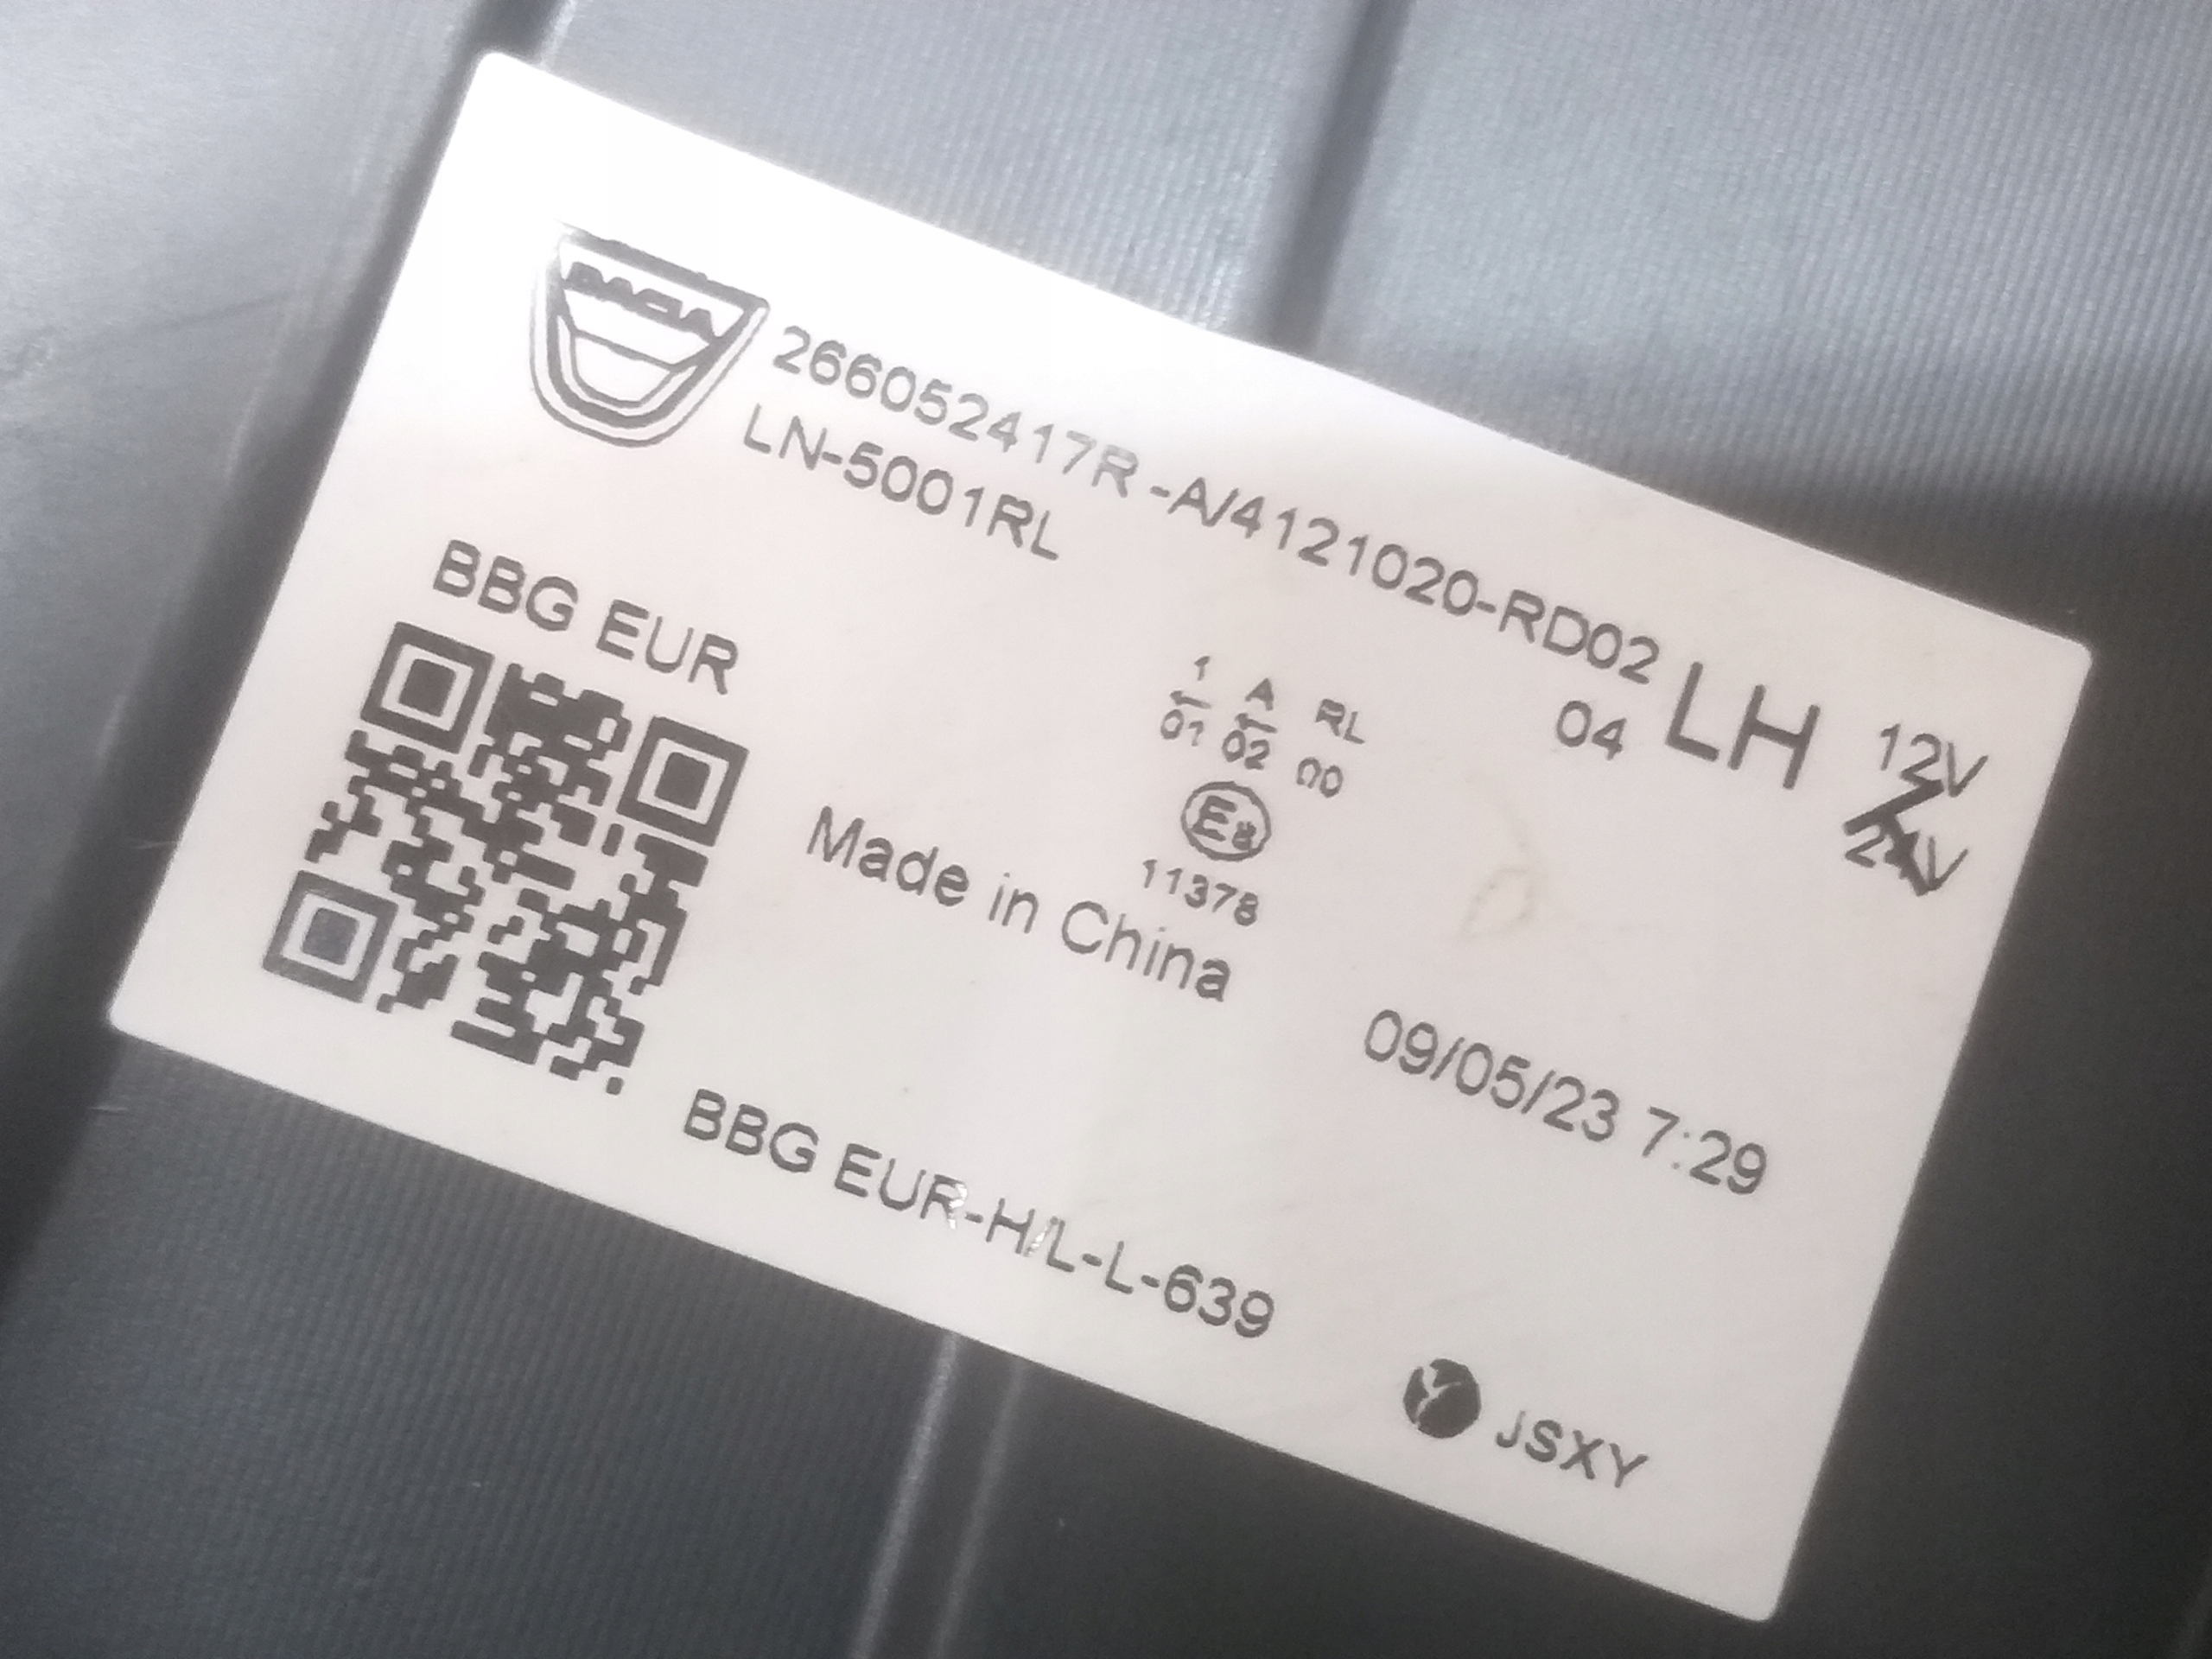 DACIA
266052417R -A/4121020-RD02
LN-5001RL
04 LH 12V
24V
BBG EUR
1 A RL
01 02 00
E8
11378
Made in China
09/05/23 7:29
BBG EUR-H/L-L-639
JSXY